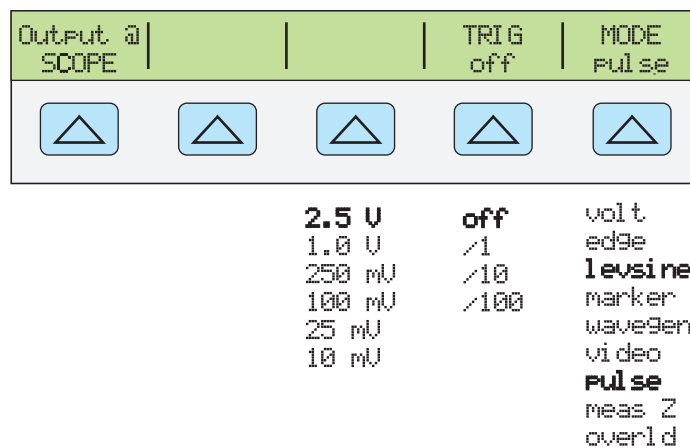 Output @ TRIG MODE
SCOPE off pulse
2.5 V off volt
1.0 V /1 edge
250 mV /10 levsine
100 mV /100 marker
25 mV wavegen
10 mV video
pulse
meas Z
overld